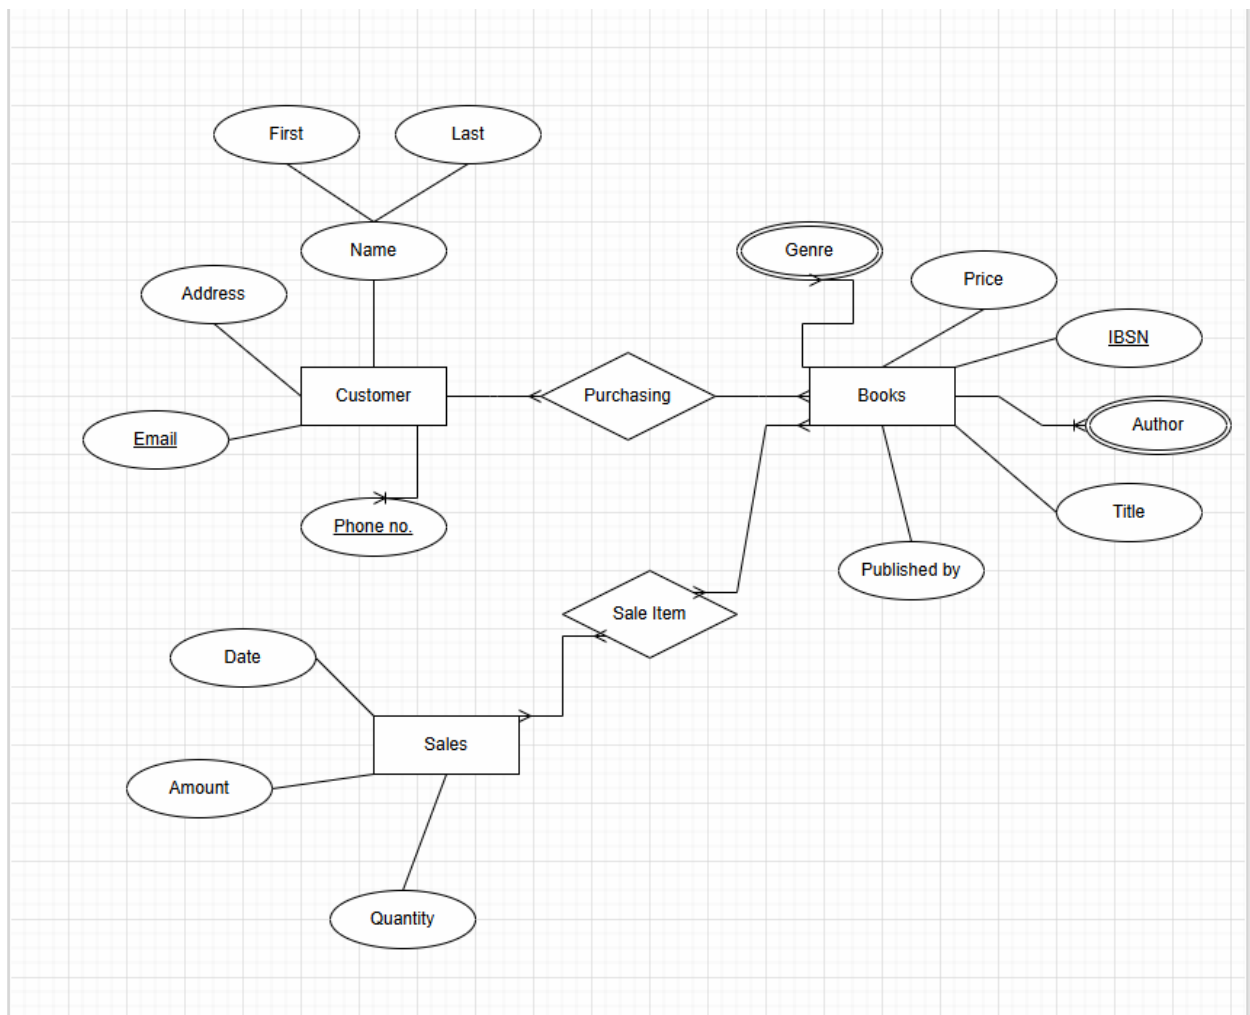 First
Last
Name
Genre
Price
Address
IBSN
Customer
Purchasing
Books
Author
Email
Title
Phone no.
Published by
Sale Item
Date
Sales
Amount
Quantity